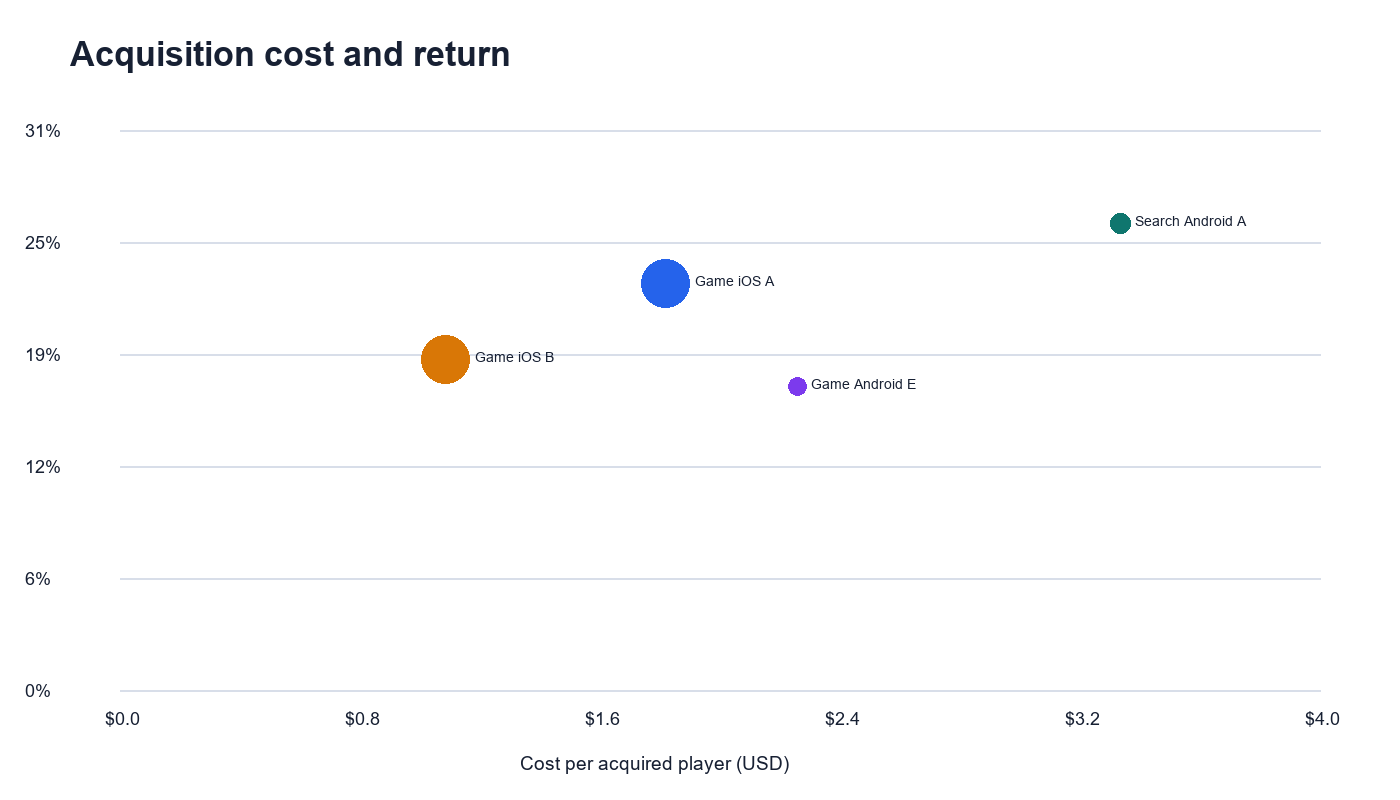 Acquisition cost and return
31%
Search Android A
25%
Game iOS A
19%
Game iOS B
Game Android E
12%
6%
0%
$0.0 $0.8 $1.6 $2.4 $3.2 $4.0
Cost per acquired player (USD)